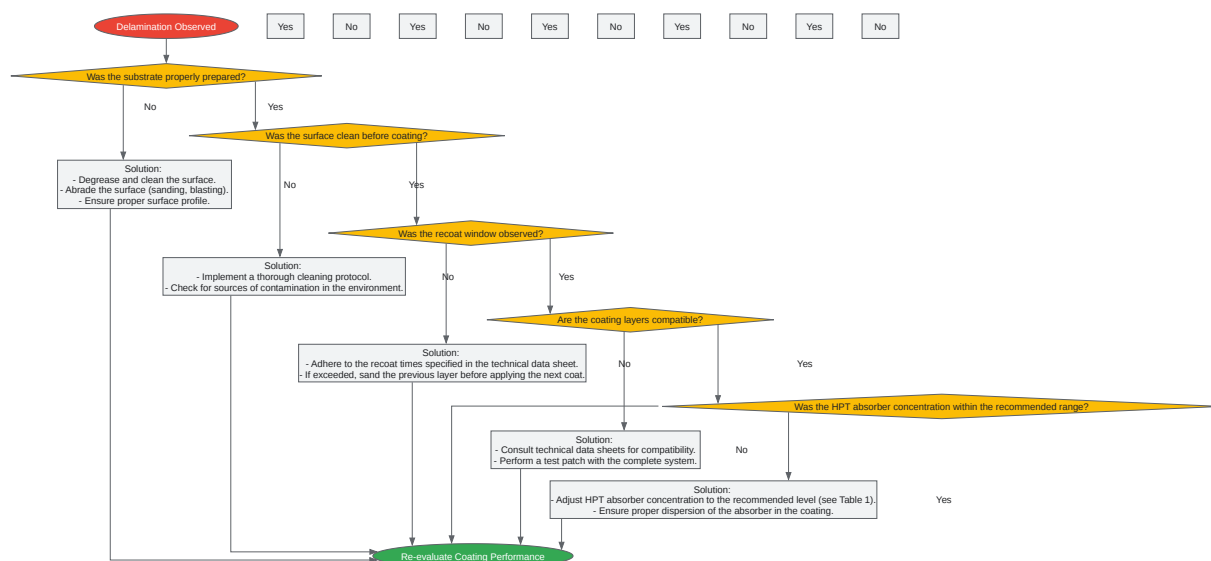 Delamination Observed
Yes
No
Yes
No
Yes
No
Yes
No
Yes
No
Was the substrate properly prepared?
No
Yes
Was the surface clean before coating?
Solution:
- Degrease and clean the surface.
- Abrade the surface (sanding, blasting).
- Ensure proper surface profile.
No
Yes
Was the recoat window observed?
Solution:
- Implement a thorough cleaning protocol.
- Check for sources of contamination in the environment.
No
Yes
Are the coating layers compatible?
Solution:
- Adhere to the recoat times specified in the technical data sheet.
- If exceeded, sand the previous layer before applying the next coat.
No
Yes
Was the HPT absorber concentration within the recommended range?
Solution:
- Consult technical data sheets for compatibility.
- Perform a test patch with the complete system.
No
Solution:
- Adjust HPT absorber concentration to the recommended level (see Table 1).
- Ensure proper dispersion of the absorber in the coating.
Yes
Re-evaluate Coating Performance